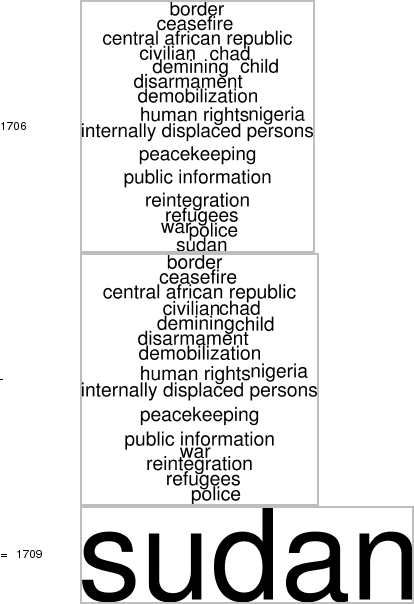 border
ceasefire
central african republic
civilian chad
demining child
disarmament
demobilization
human rights nigeria
1706
internally displaced persons
peacekeeping
public information
reintegration
refugees
war police
sudan
border
ceasefire
central african republic
civilian chad
demining child
disarmament
demobilization
human rights nigeria
-
internally displaced persons
peacekeeping
public information
war
reintegration
refugees
police
= 1709
sudan